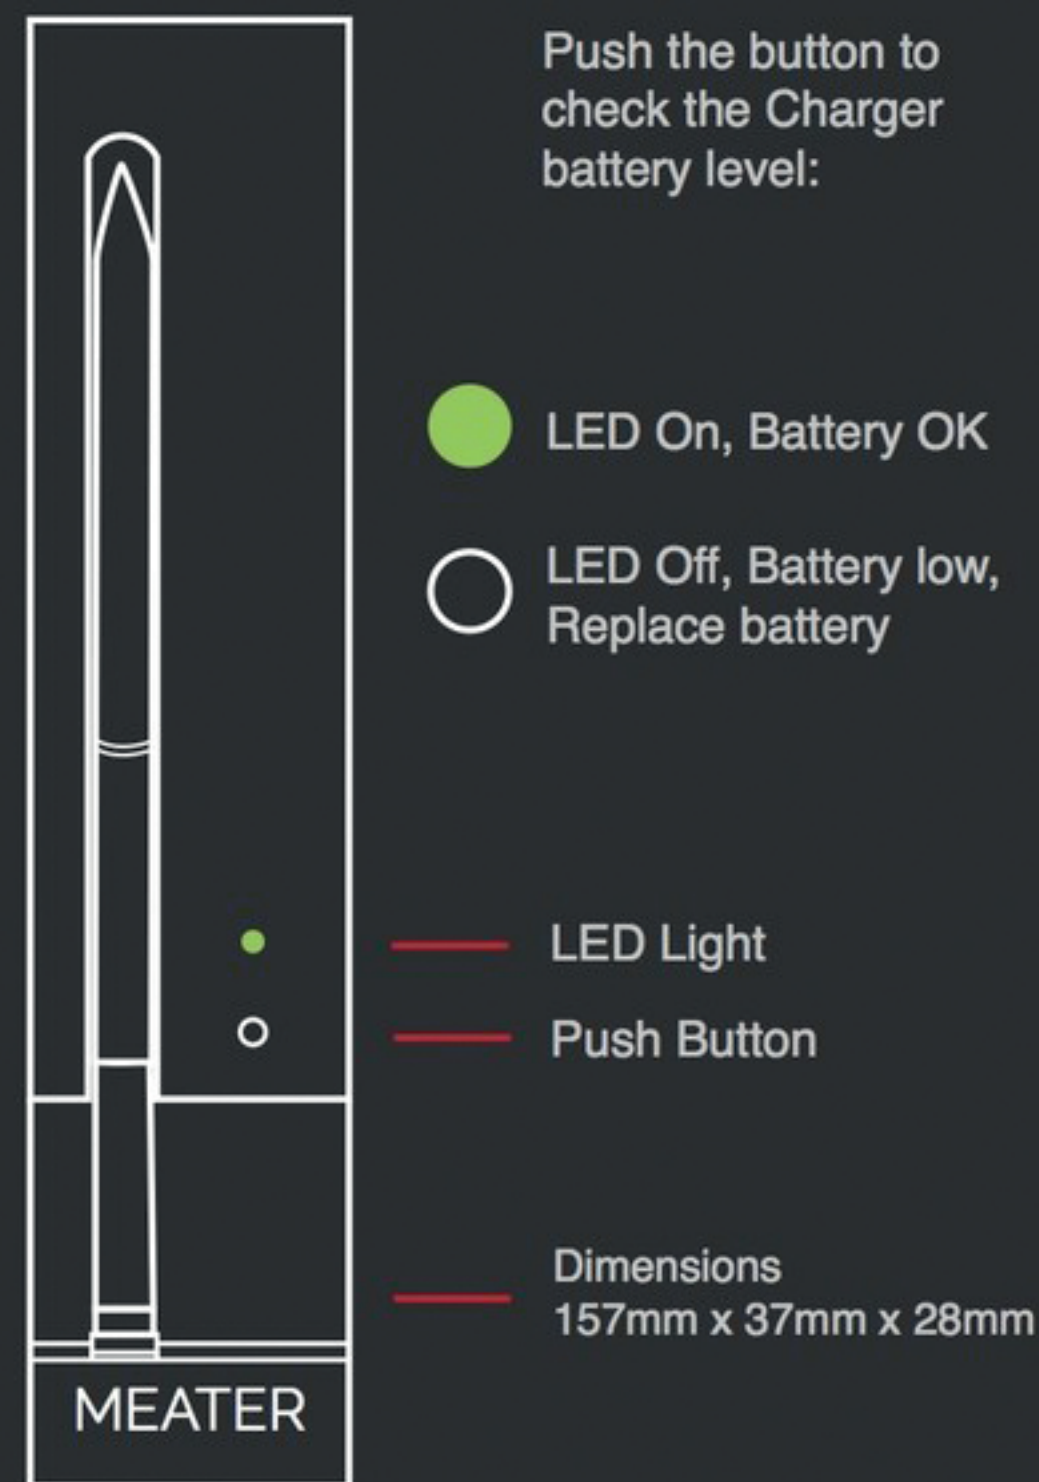 Push the button to
check the Charger
battery level:
LED On, Battery OK
LED Off, Battery low,
Replace battery
LED Light
Push Button
Dimensions
157mm x 37mm x 28mm
MEATER